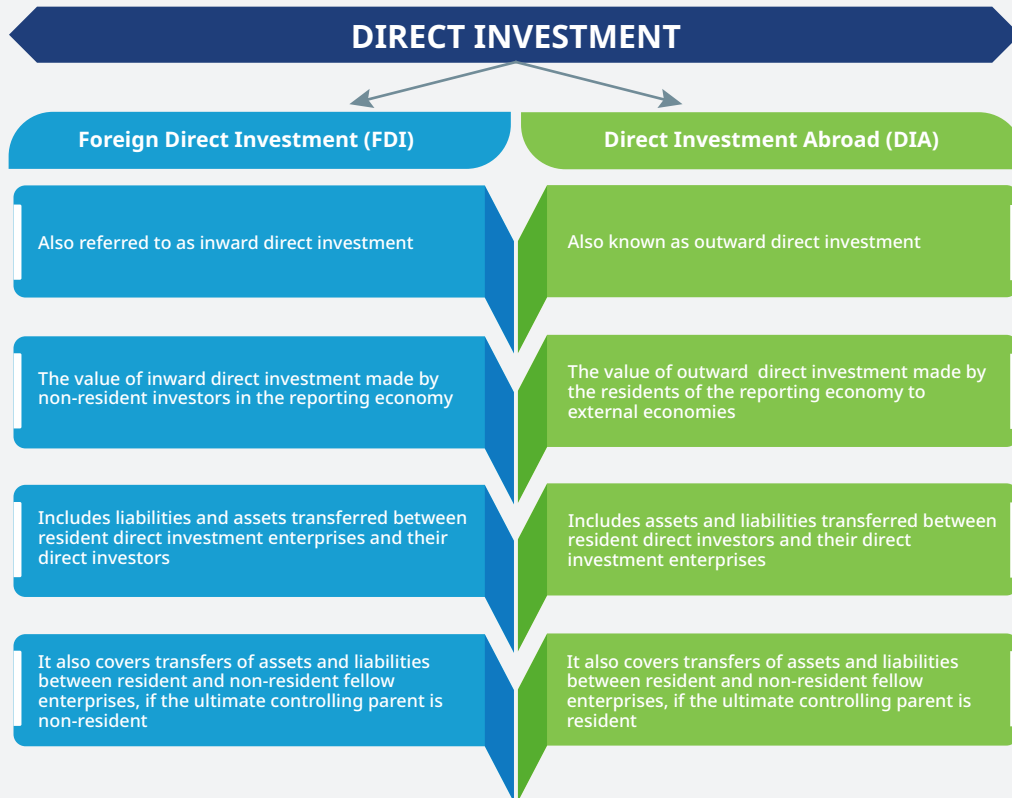 DIRECT INVESTMENT
Foreign Direct Investment (FDI)
Direct Investment Abroad (DIA)
Also referred to as inward direct investment
Also known as outward direct investment
The value of inward direct investment made by
non-resident investors in the reporting economy
The value of outward direct investment made by
the residents of the reporting economy to
external economies
Includes liabilities and assets transferred between
resident direct investment enterprises and their
direct investors
Includes assets and liabilities transferred between
resident direct investors and their direct
investment enterprises
It also covers transfers of assets and liabilities
between resident and non-resident fellow
enterprises, if the ultimate controlling parent is
non-resident
It also covers transfers of assets and liabilities
between resident and non-resident fellow
enterprises, if the ultimate controlling parent is
resident